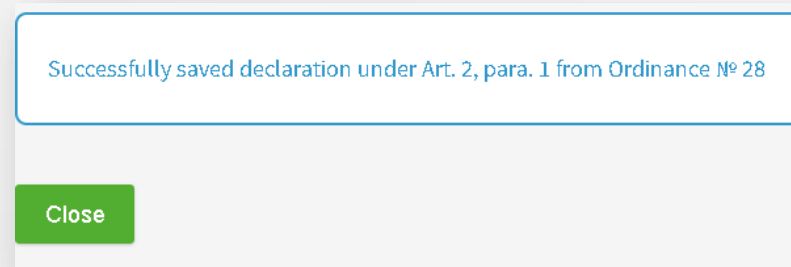 Successfully saved declaration under Art. 2, para. 1 from Ordinance № 28
Close